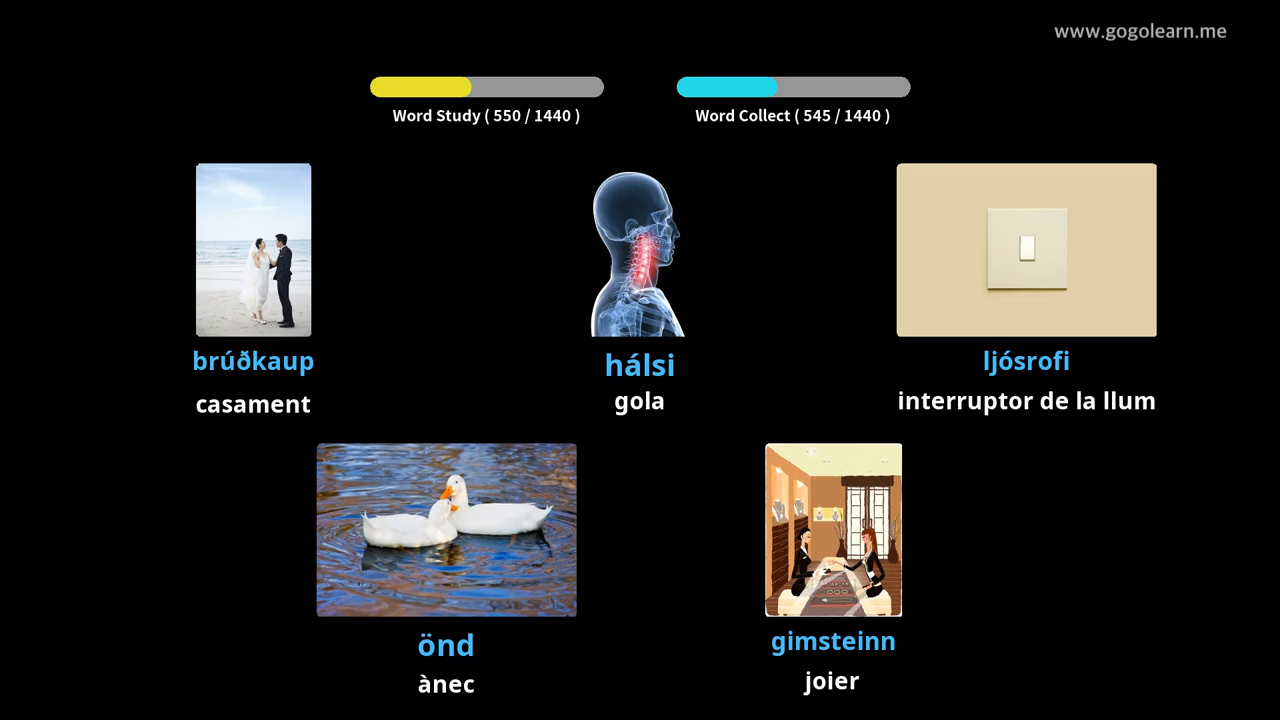 www.gogolearn.me
Word Study ( 550 / 1440 )
Word Collect ( 545 / 1440 )
brúðkaup
casament
hálsi
gola
ljósrofi
interruptor de la llum
önd
ànec
gimsteinn
joier